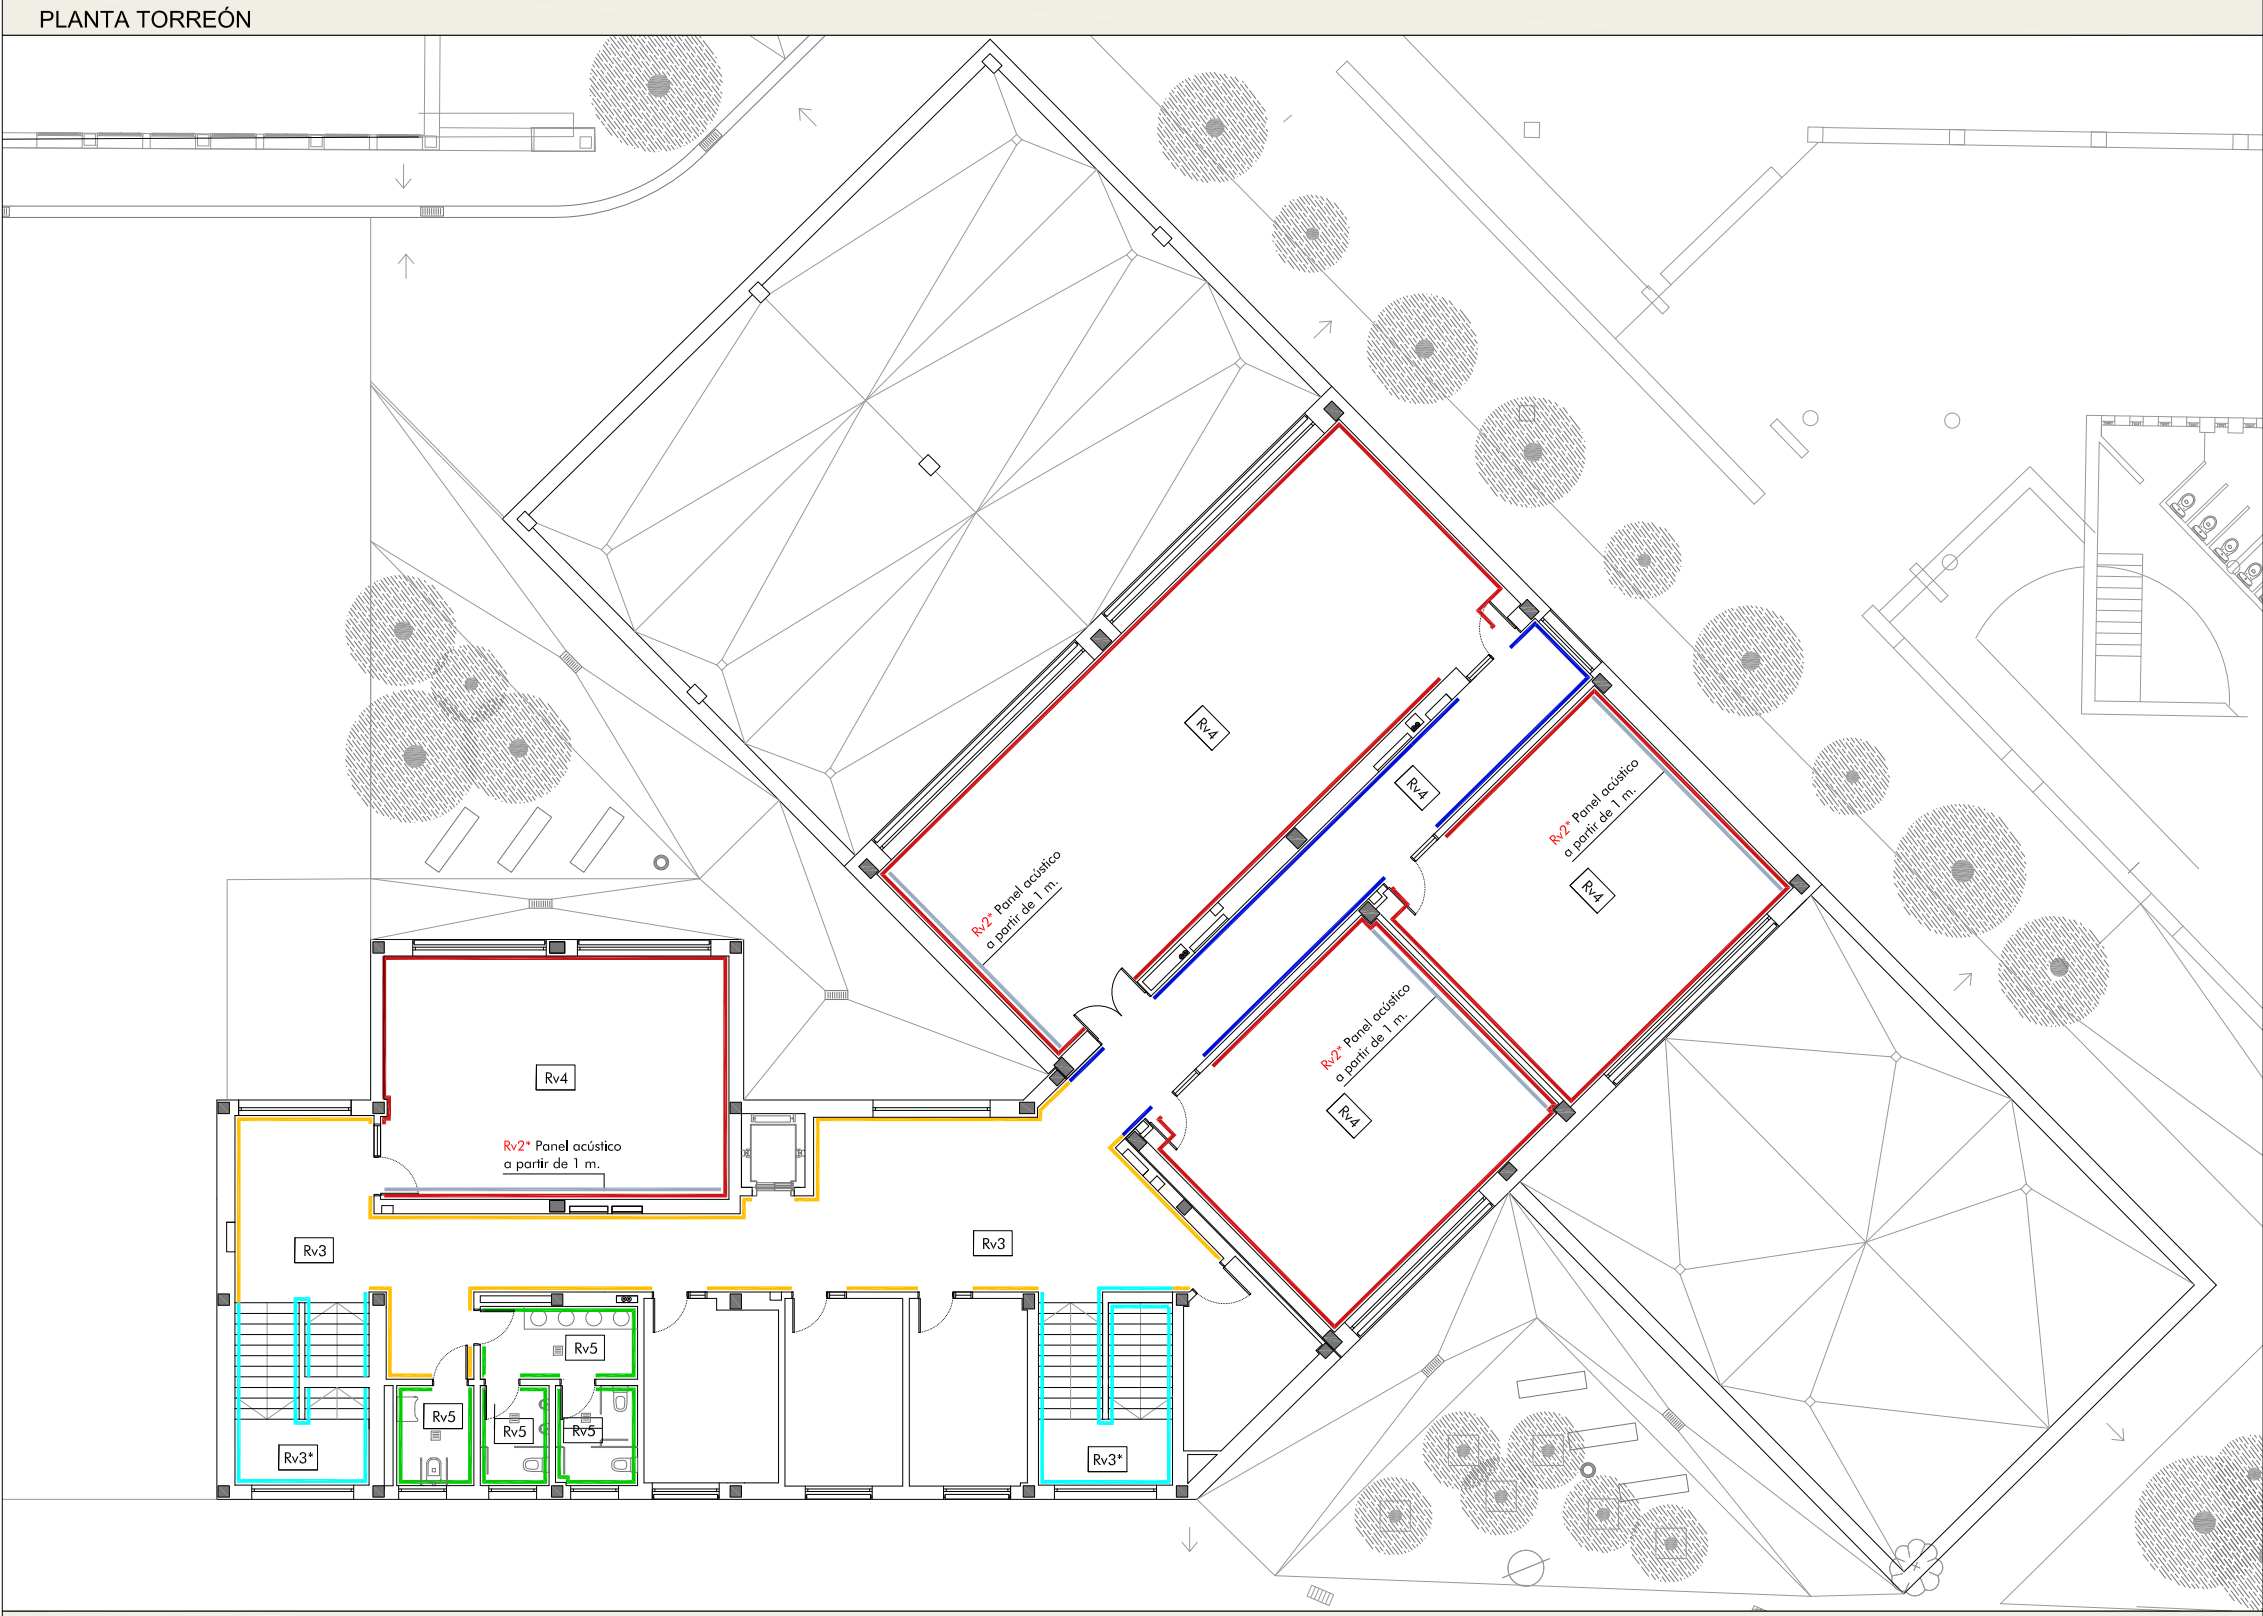 PLANTA TORREÓN
Rv4
Rv4
Rv2* Panel acústico
a partir de 1 m.
Rv4
Rv2* Panel acústico
a partir de 1 m.
Rv2* Panel acústico
a partir de 1 m.
Rv4
Rv4
Rv2* Panel acústico
a partir de 1 m.
Rv3
Rv3
Rv5
Rv5
Rv5
Rv5
Rv3*
Rv3*